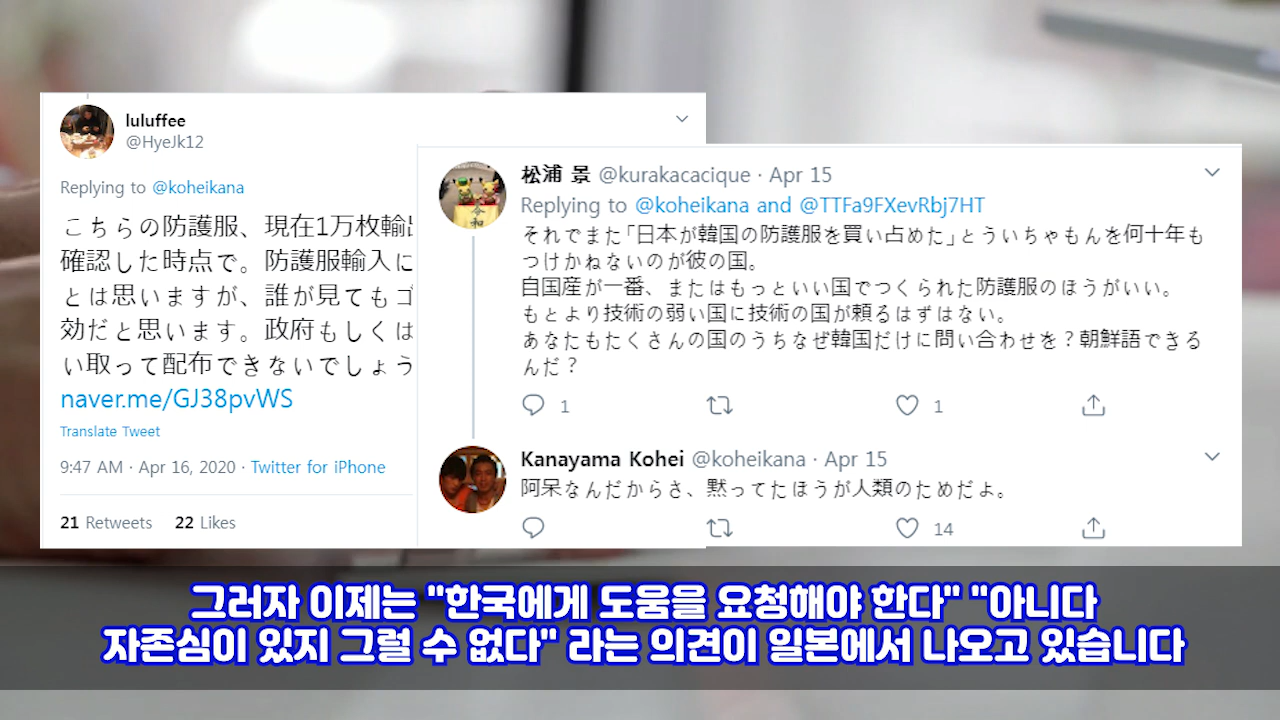 luluffee
@HyeJk12
Replying to @koheikana
こちらの防護服、現在1万枚輸
確認した時点で。防護服輸入に
とは思いますが、誰が見てもゴ
効だと思います。政府もしくは
い取って配布できないでしょう
naver.me/GJ38pvWS
Translate Tweet
9:47 AM · Apr 16, 2020 · Twitter for iPhone
21 Retweets 22 Likes
松浦 景 @kurakacacique · Apr 15
Replying to @koheikana and @TTFa9FXevRbj7HT
それでまた「日本が韓国の防護服を買い占めた」とういちゃもんを何十年も
つけかねないのが彼の国。
自国産が一番、またはもっといい国でつくられた防護服のほうがいい。
もとより技術の弱い国に技術の国が頼るはずはない。
あなたもたくさんの国のうちなぜ韓国だけに問い合わせを？朝鮮語できる
んだ？
1 1
Kanayama Kohei @koheikana · Apr 15
阿呆なんだからさ、黙ってたほうが人類のためだよ。
14
그러자 이제는 "한국에게 도움을 요청해야 한다" "아니다
자존심이 있지 그럴 수 없다" 라는 의견이 일본에서 나오고 있습니다